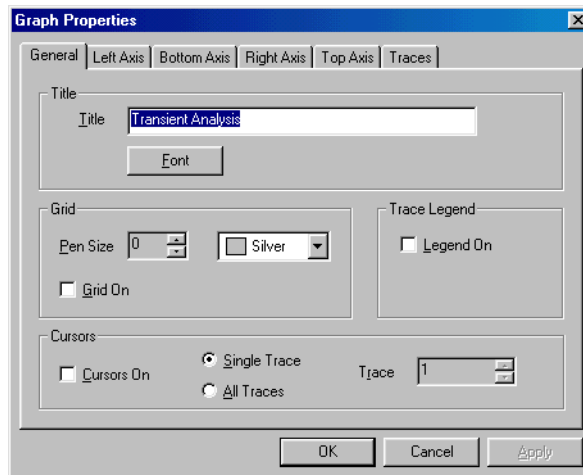 Graph Properties
General Left Axis Bottom Axis Right Axis Top Axis Traces
Title
Title Transient Analysis
Font
Grid
Pen Size 0 Silver
Grid On
Trace Legend
Legend On
Cursors
Cursors On
Single Trace
All Traces
Trace 1
OK Cancel Apply